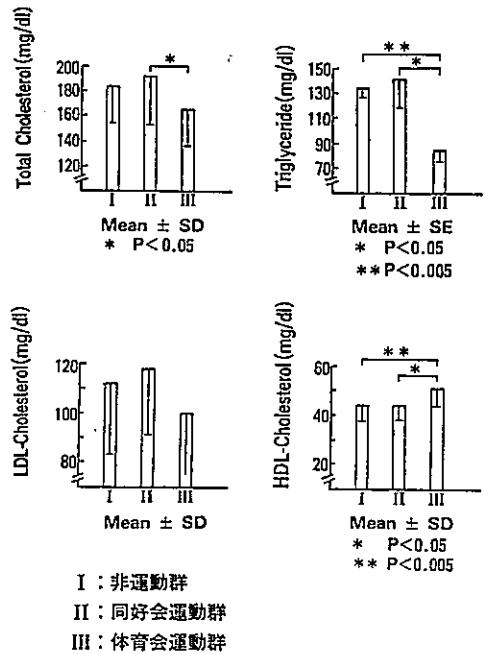 Total Cholesterol (mg/dl)
200
180
160
140
120
*
I II III
Mean ± SD
* P<0.05
Triglyceride (mg/dl)
150
130
110
90
70
**
*
I II III
Mean ± SE
* P<0.05
** P<0.005
LDL-Cholesterol (mg/dl)
120
100
80
I II III
Mean ± SD
HDL-Cholesterol (mg/dl)
60
40
20
**
*
I II III
Mean ± SD
* P<0.05
** P<0.005
I : 非運動群
II : 同好会運動群
III : 体育会運動群